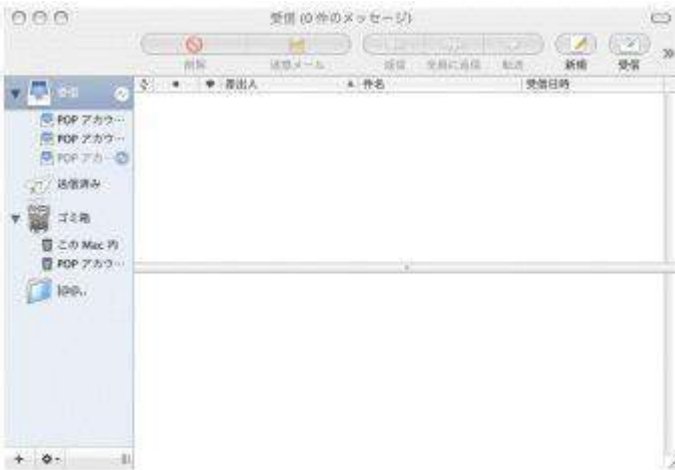 受信 (0 件のメッセージ)
削除 迷惑メール 返信 全員に返信 転送 新規 受信
差出人 件名 受信日時
受信
POP アカウ…
POP アカウ…
POP アカ…
送信済み
ゴミ箱
この Mac 内
POP アカウ…